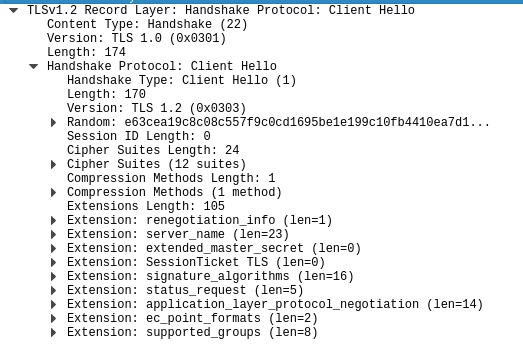 TLSv1.2 Record Layer: Handshake Protocol: Client Hello
Content Type: Handshake (22)
Version: TLS 1.0 (0x0301)
Length: 174
Handshake Protocol: Client Hello
Handshake Type: Client Hello (1)
Length: 170
Version: TLS 1.2 (0x0303)
Random: e63cea19c8c08c557f9c0cd1695be1e199c10fb4410ea7d1...
Session ID Length: 0
Cipher Suites Length: 24
Cipher Suites (12 suites)
Compression Methods Length: 1
Compression Methods (1 method)
Extensions Length: 105
Extension: renegotiation_info (len=1)
Extension: server_name (len=23)
Extension: extended_master_secret (len=0)
Extension: SessionTicket TLS (len=0)
Extension: signature_algorithms (len=16)
Extension: status_request (len=5)
Extension: application_layer_protocol_negotiation (len=14)
Extension: ec_point_formats (len=2)
Extension: supported_groups (len=8)